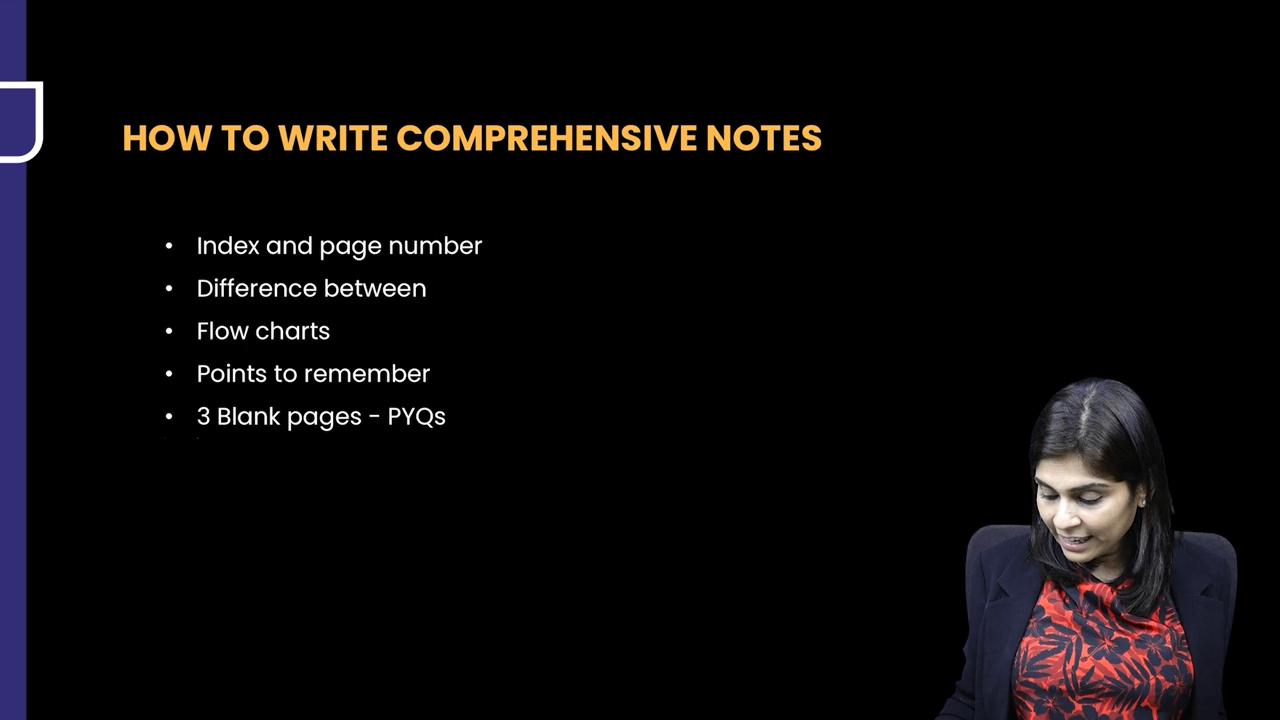 HOW TO WRITE COMPREHENSIVE NOTES
• Index and page number
• Difference between
• Flow charts
• Points to remember
• 3 Blank pages - PYQs